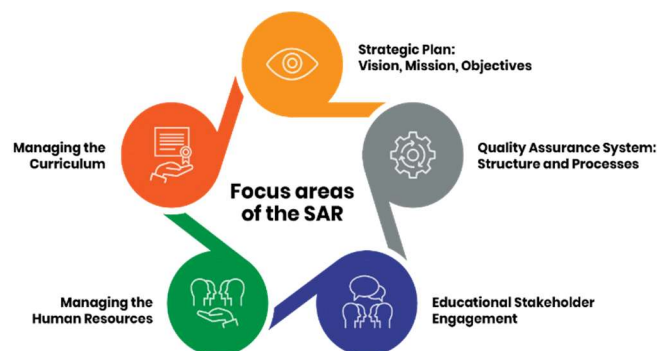 Strategic Plan:
Vision, Mission, Objectives
Managing the
Curriculum
Quality Assurance System:
Structure and Processes
Focus areas
of the SAR
Managing the
Human Resources
Educational Stakeholder
Engagement